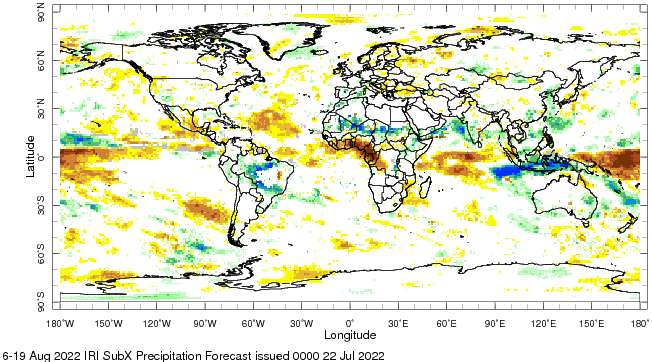 90°N
60°N
30°N
0°
30°S
60°S
90°S
Latitude
180°W 150°W 120°W 90°W 60°W 30°W 0° 30°E 60°E 90°E 120°E 150°E 180°
Longitude
6-19 Aug 2022 IRI SubX Precipitation Forecast issued 0000 22 Jul 2022